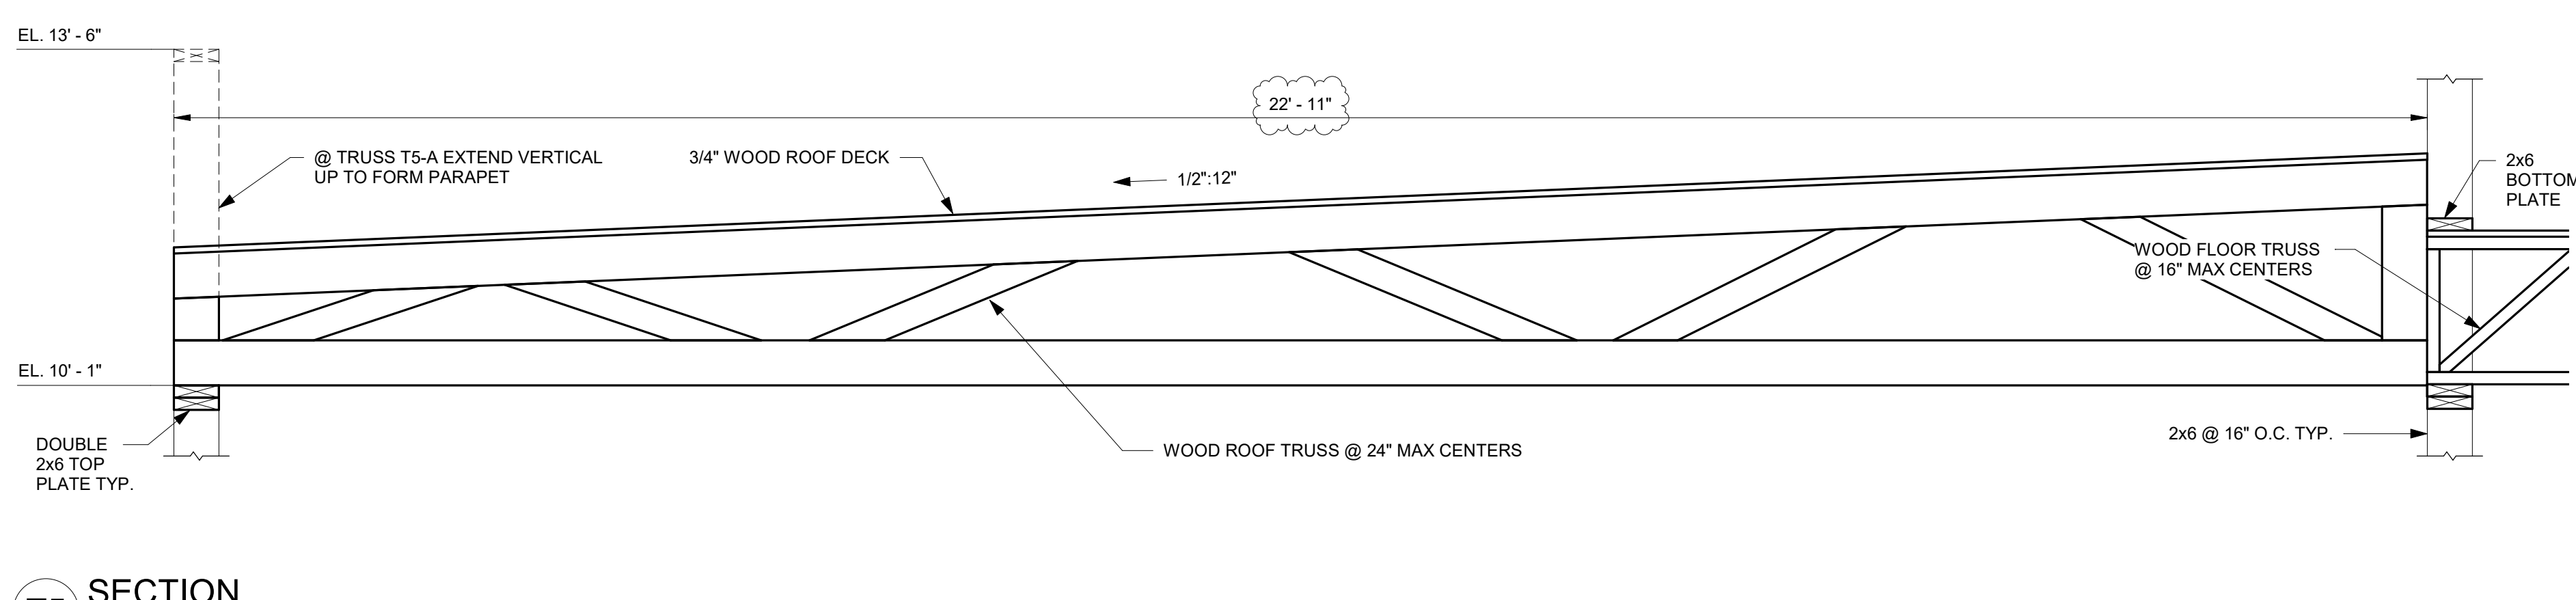 EL. 13' - 6"
22' - 11"
@ TRUSS T5-A EXTEND VERTICAL
UP TO FORM PARAPET
3/4" WOOD ROOF DECK
1/2":12"
2x6
BOTTOM
PLATE
WOOD FLOOR TRUSS
@ 16" MAX CENTERS
EL. 10' - 1"
DOUBLE
2x6 TOP
PLATE TYP.
WOOD ROOF TRUSS @ 24" MAX CENTERS
2x6 @ 16" O.C. TYP.
SECTION